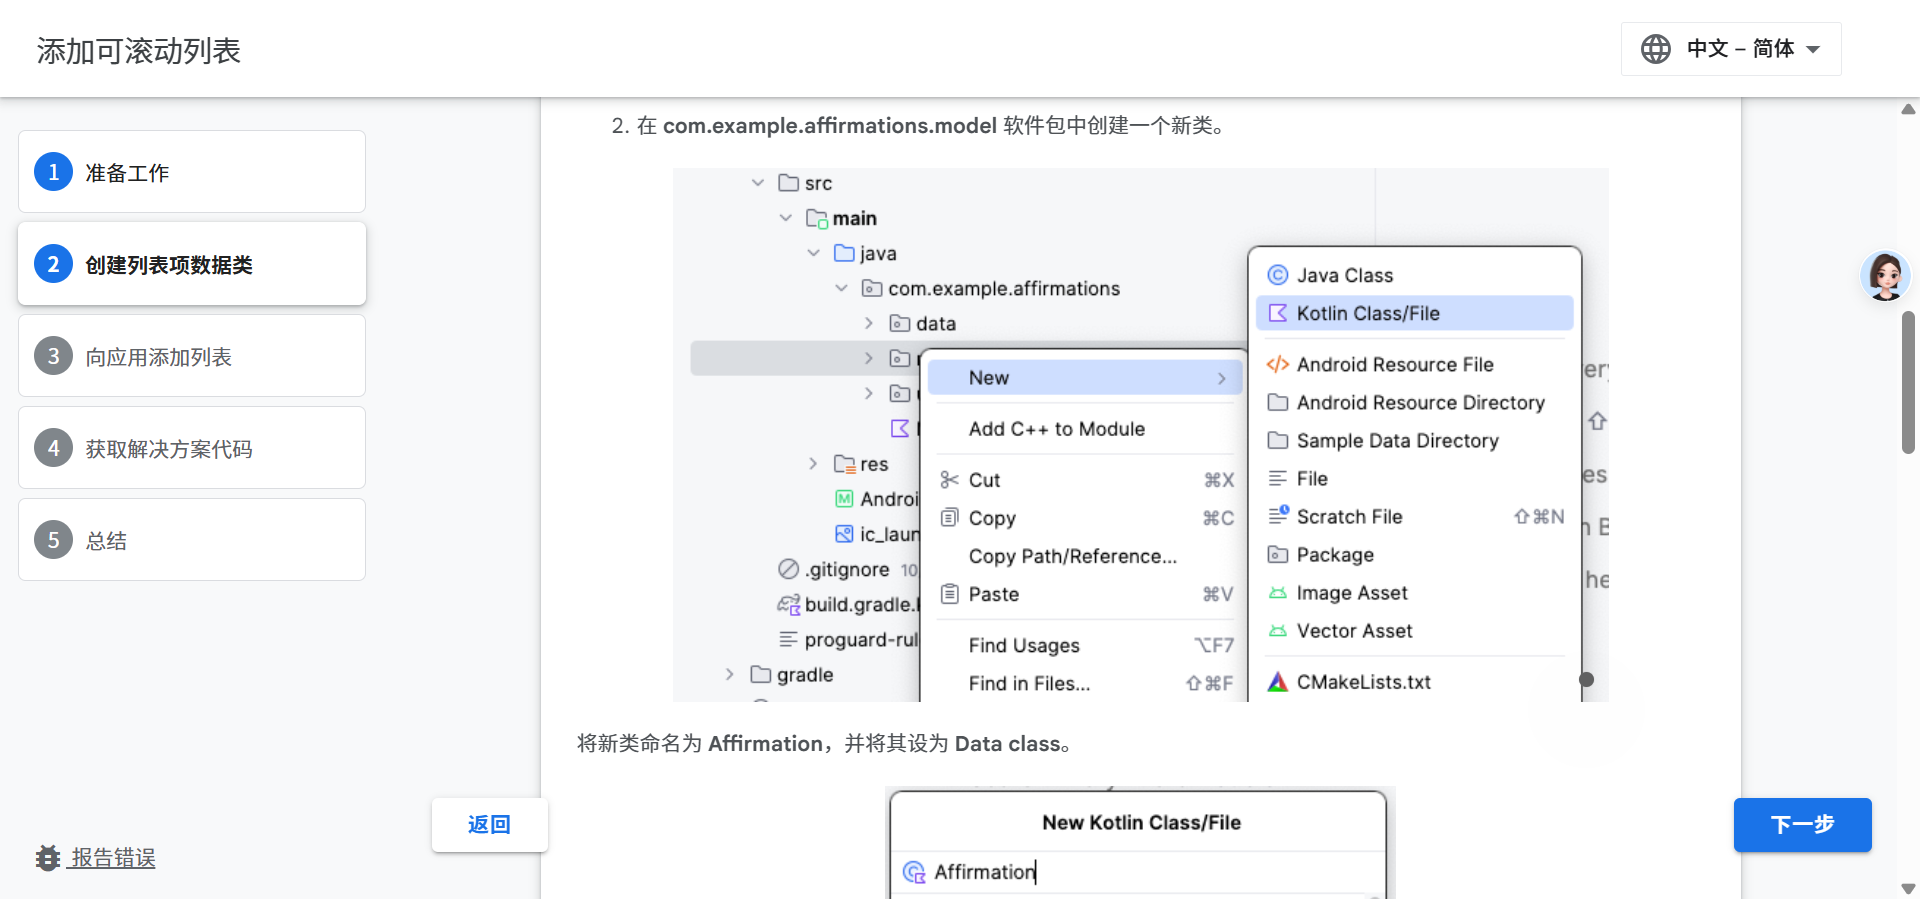 添加可滚动列表
中文 – 简体
1 准备工作
2 创建列表项数据类
3 向应用添加列表
4 获取解决方案代码
5 总结
报告错误
2. 在 com.example.affirmations.model 软件包中创建一个新类。
src
main
java
com.example.affirmations
data
res
ic_laun
.gitignore 10
build.gradle.
proguard-rul
gradle
New
Add C++ to Module
Cut ⌘X
Copy ⌘C
Copy Path/Reference...
Paste ⌘V
Find Usages ⌥F7
Find in Files... ⇧⌘F
Java Class
Kotlin Class/File
Android Resource File
Android Resource Directory
Sample Data Directory
File
Scratch File ⇧⌘N
Package
Image Asset
Vector Asset
CMakeLists.txt
将新类命名为 Affirmation，并将其设为 Data class。
New Kotlin Class/File
Affirmation
返回
下一步